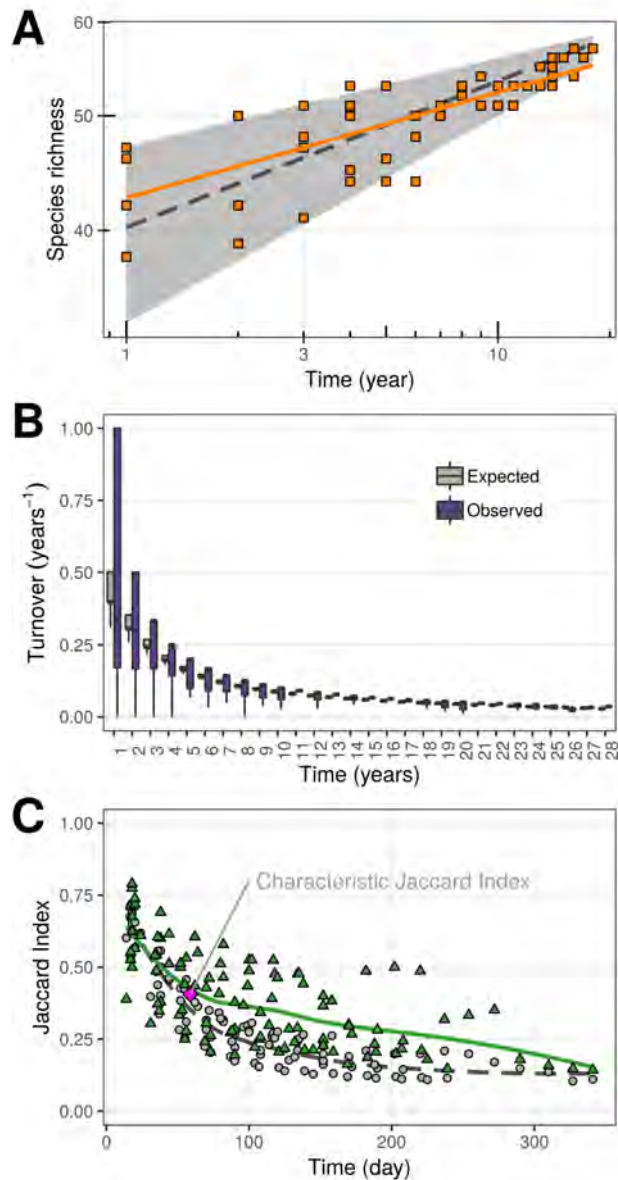 A
60
50
40
Species richness
1
3
10
Time (year)
B
1.00
0.75
0.50
0.25
0.00
Turnover (years⁻¹)
Expected
Observed
1 2 3 4 5 6 7 8 9 10 12 13 14 15 16 17 18 19 20 21 22 23 24 25 26 27 28
Time (years)
C
1.00
0.75
0.50
0.25
0.00
Jaccard Index
Characteristic Jaccard Index
0 100 200 300
Time (day)